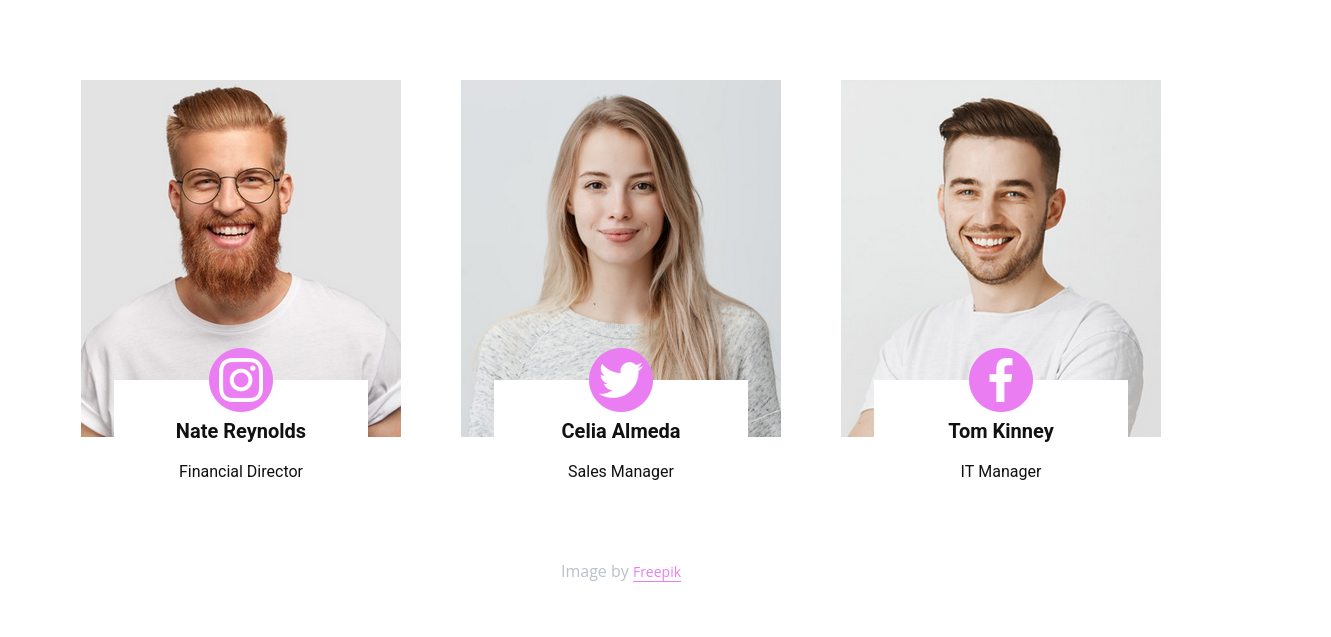 Nate Reynolds
Financial Director
Celia Almeda
Sales Manager
Tom Kinney
IT Manager
Image by Freepik